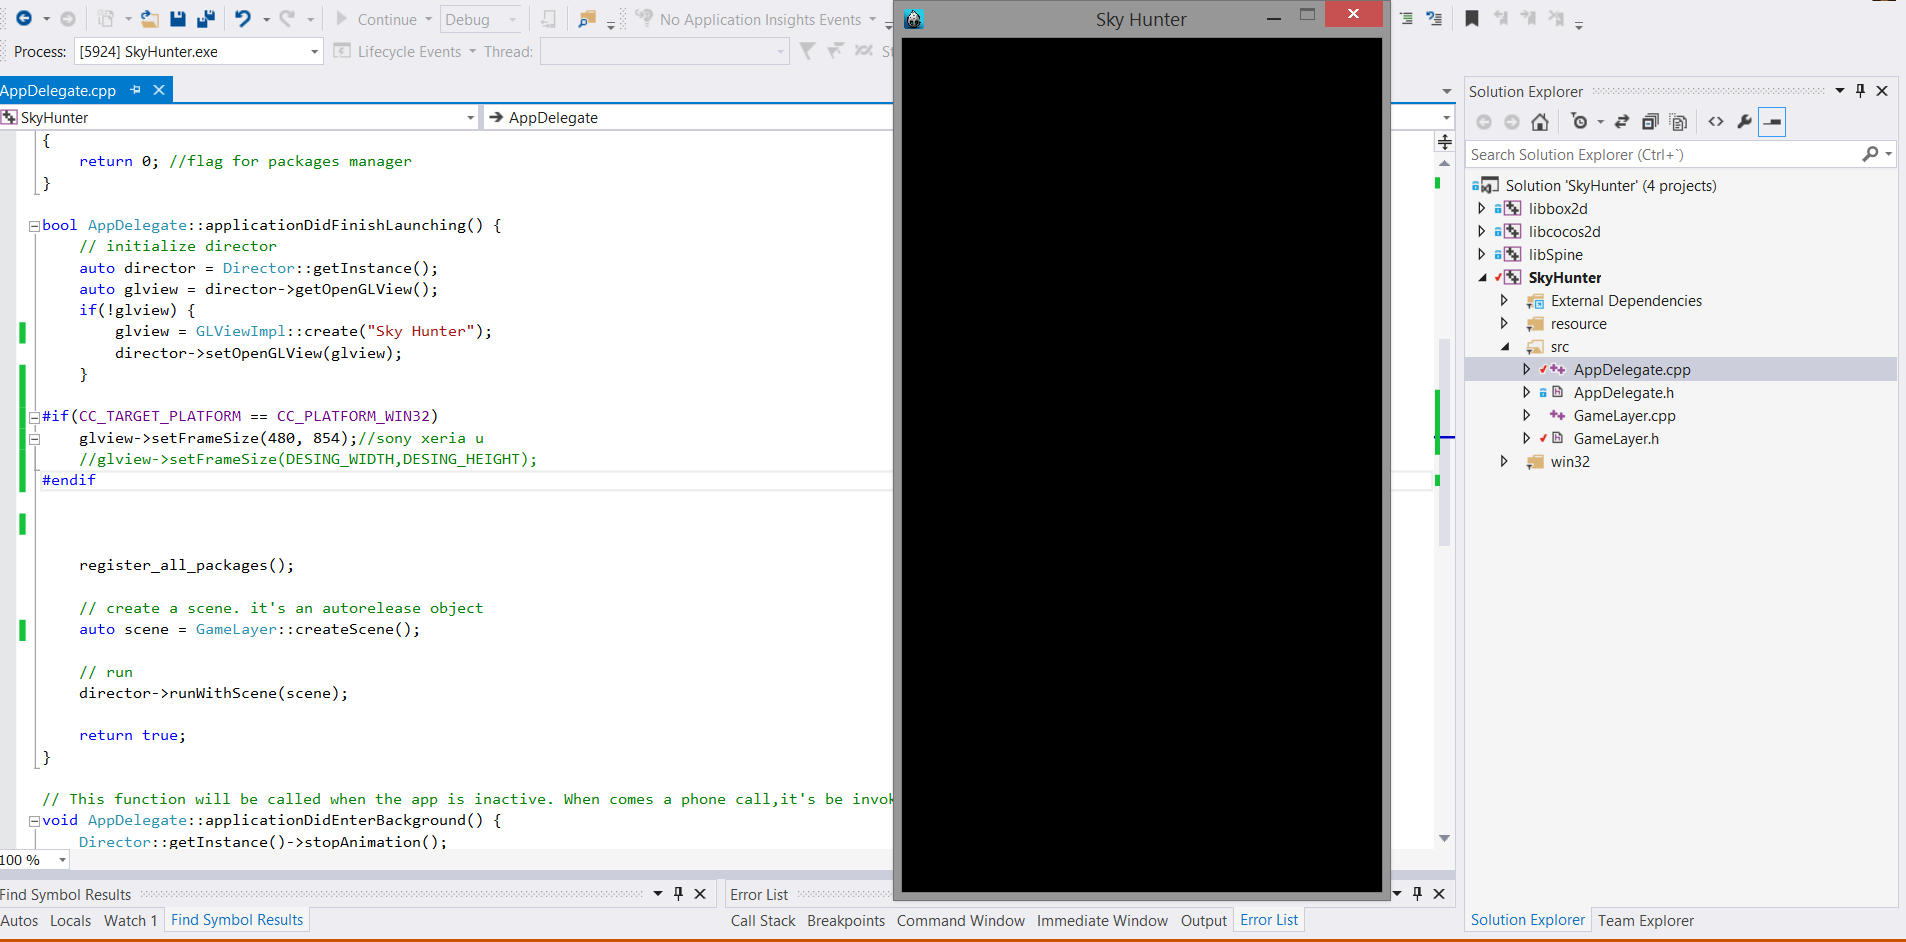 Continue
Debug
No Application Insights Events
Sky Hunter
Process:
[5924] SkyHunter.exe
Lifecycle Events
Thread:
AppDelegate.cpp
SkyHunter
AppDelegate
{
return 0; //flag for packages manager
}
bool AppDelegate::applicationDidFinishLaunching() {
// initialize director
auto director = Director::getInstance();
auto glview = director->getOpenGLView();
if(!glview) {
glview = GLViewImpl::create("Sky Hunter");
director->setOpenGLView(glview);
}
#if(CC_TARGET_PLATFORM == CC_PLATFORM_WIN32)
glview->setFrameSize(480, 854);//sony xeria u
//glview->setFrameSize(DESING_WIDTH,DESING_HEIGHT);
#endif
register_all_packages();
// create a scene. it's an autorelease object
auto scene = GameLayer::createScene();
// run
director->runWithScene(scene);
return true;
}
// This function will be called when the app is inactive. When comes a phone call,it's be invok
void AppDelegate::applicationDidEnterBackground() {
Director::getInstance()->stopAnimation();
100 %
Find Symbol Results
Autos Locals Watch 1 Find Symbol Results
Error List
Call Stack Breakpoints Command Window Immediate Window Output Error List
Solution Explorer
Search Solution Explorer (Ctrl+`)
Solution 'SkyHunter' (4 projects)
libbox2d
libcocos2d
libSpine
SkyHunter
External Dependencies
resource
src
AppDelegate.cpp
AppDelegate.h
GameLayer.cpp
GameLayer.h
win32
Solution Explorer Team Explorer